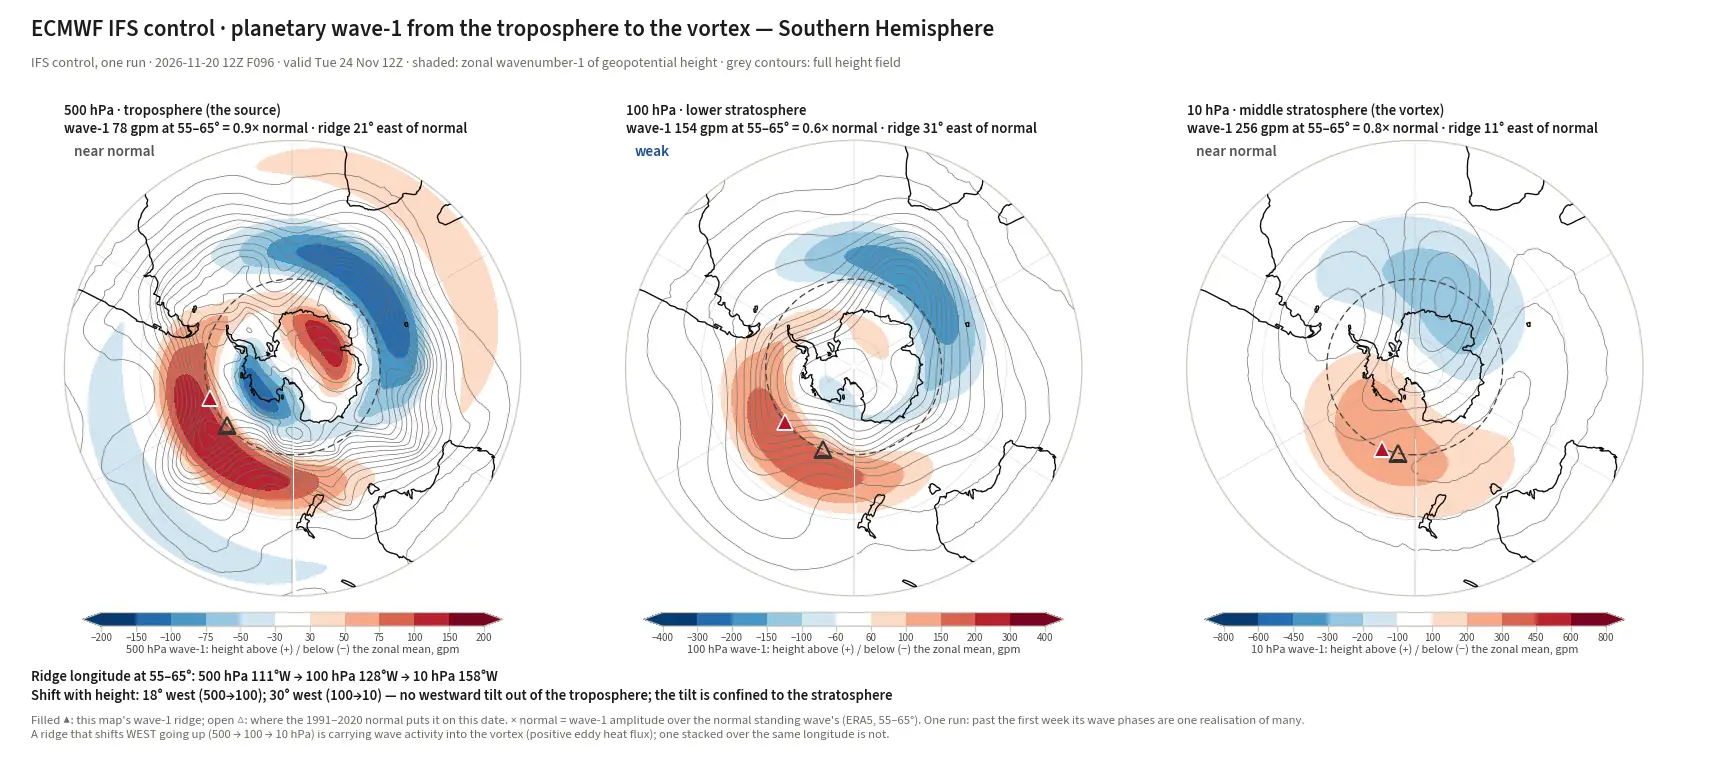 ECMWF IFS control · planetary wave-1 from the troposphere to the vortex — Southern Hemisphere
IFS control, one run · 2026-11-20 12Z F096 · valid Tue 24 Nov 12Z · shaded: zonal wavenumber-1 of geopotential height · grey contours: full height field
500 hPa · troposphere (the source)
wave-1 78 gpm at 55–65° = 0.9× normal · ridge 21° east of normal
near normal
100 hPa · lower stratosphere
wave-1 154 gpm at 55–65° = 0.6× normal · ridge 31° east of normal
weak
10 hPa · middle stratosphere (the vortex)
wave-1 256 gpm at 55–65° = 0.8× normal · ridge 11° east of normal
near normal
−200 −150 −100 −75 −50 −30 30 50 75 100 150 200
500 hPa wave-1: height above (+) / below (−) the zonal mean, gpm
−400 −300 −200 −150 −100 −60 60 100 150 200 300 400
100 hPa wave-1: height above (+) / below (−) the zonal mean, gpm
−800 −600 −450 −300 −200 −100 100 200 300 450 600 800
10 hPa wave-1: height above (+) / below (−) the zonal mean, gpm
Ridge longitude at 55–65°: 500 hPa 111°W → 100 hPa 128°W → 10 hPa 158°W
Shift with height: 18° west (500→100); 30° west (100→10) — no westward tilt out of the troposphere; the tilt is confined to the stratosphere
Filled ▲: this map's wave-1 ridge; open △: where the 1991–2020 normal puts it on this date. × normal = wave-1 amplitude over the normal standing wave's (ERA5, 55–65°). One run: past the first week its wave phases are one realisation of many.
A ridge that shifts WEST going up (500 → 100 → 10 hPa) is carrying wave activity into the vortex (positive eddy heat flux); one stacked over the same longitude is not.